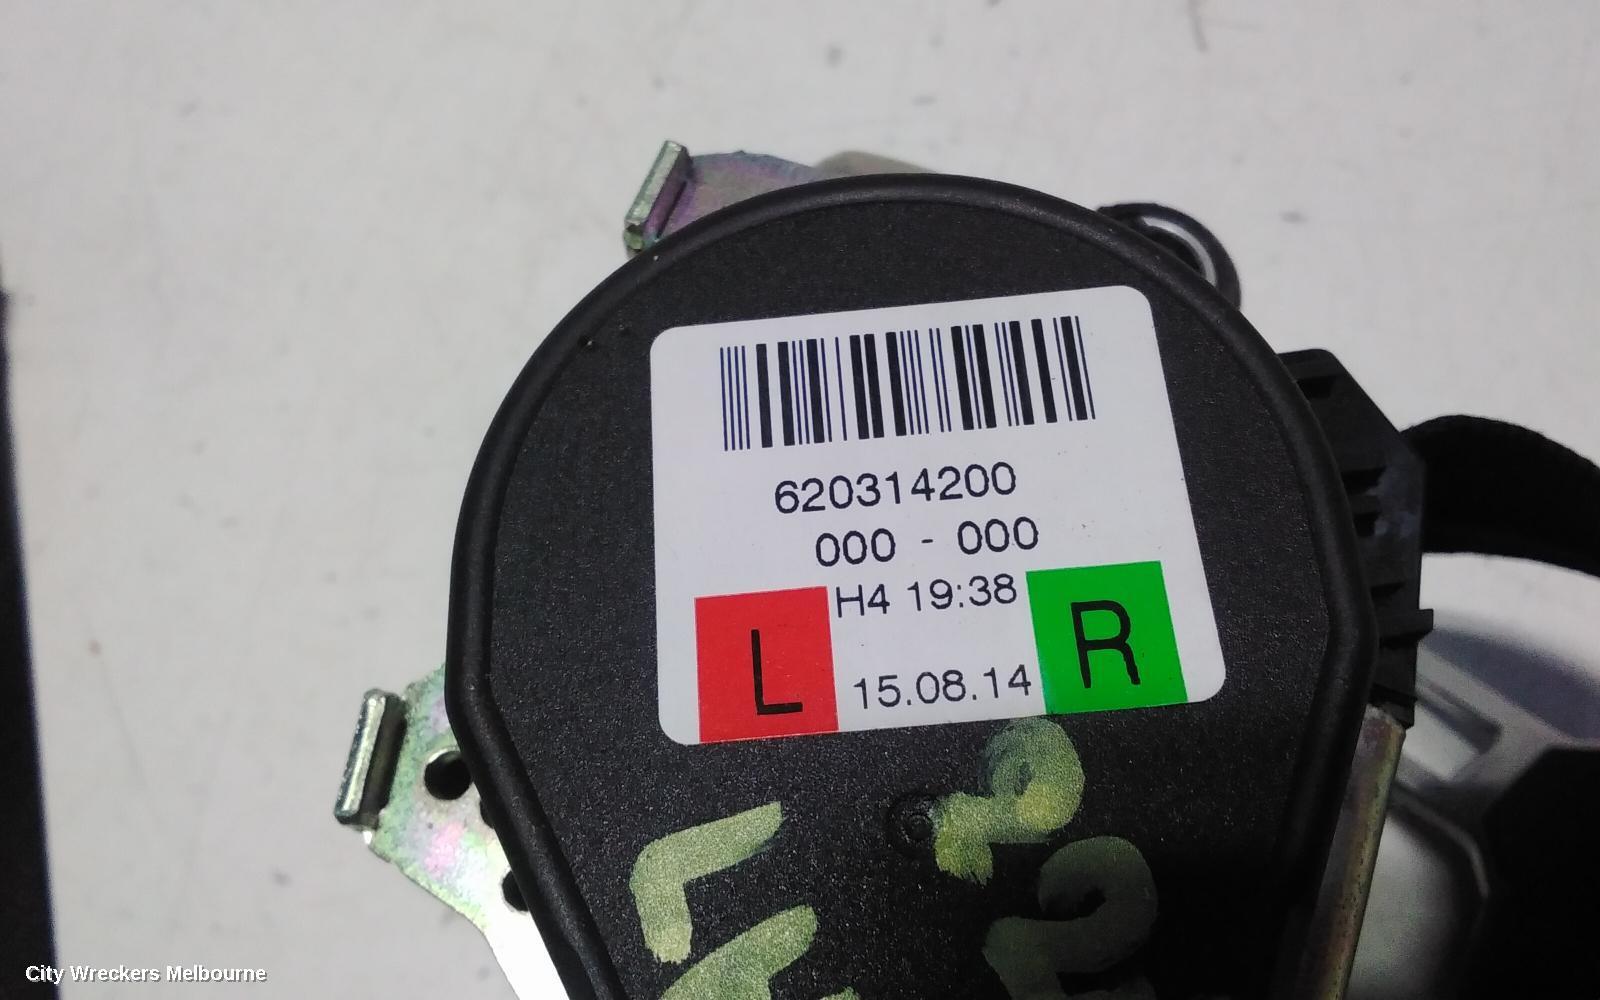 620314200
000 - 000
H4 19:38
L
R
15.08.14
City Wreckers Melbourne